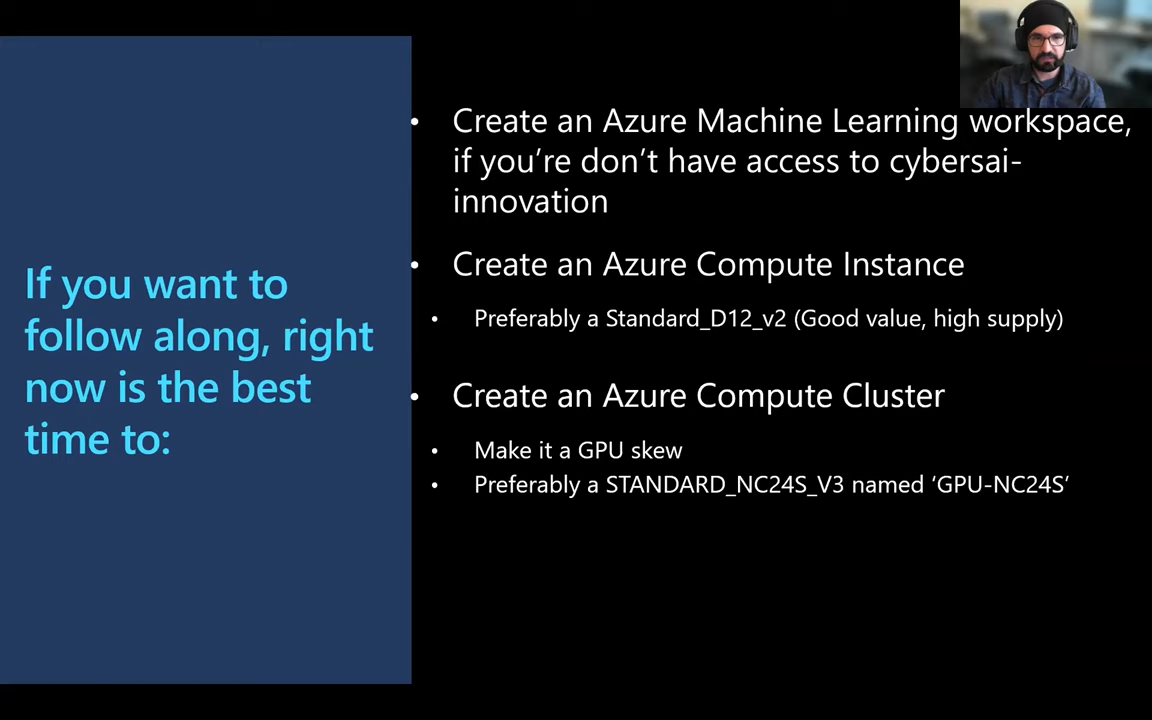 If you want to
follow along, right
now is the best
time to:
• Create an Azure Machine Learning workspace,
if you’re don’t have access to cybersai-
innovation
• Create an Azure Compute Instance
• Preferably a Standard_D12_v2 (Good value, high supply)
• Create an Azure Compute Cluster
• Make it a GPU skew
• Preferably a STANDARD_NC24S_V3 named ‘GPU-NC24S’